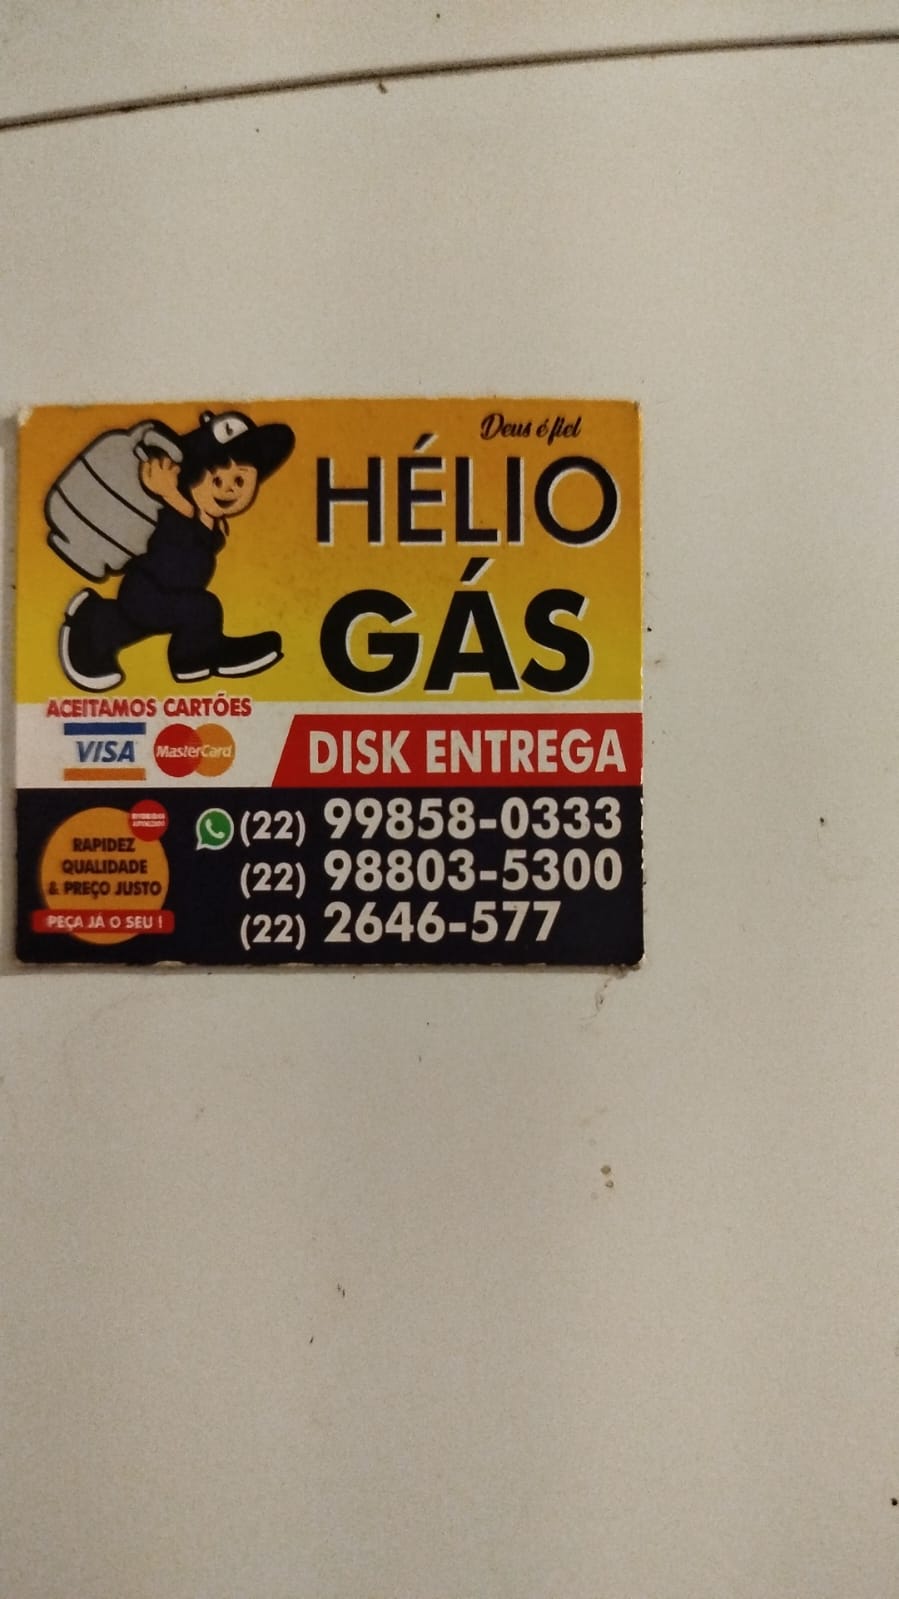 Deus é fiel
HÉLIO
GÁS
ACEITAMOS CARTÕES
VISA MasterCard
DISK ENTREGA
RAPIDEZ
QUALIDADE
& PREÇO JUSTO
PEÇA JÁ O SEU !
(22) 99858-0333
(22) 98803-5300
(22) 2646-577